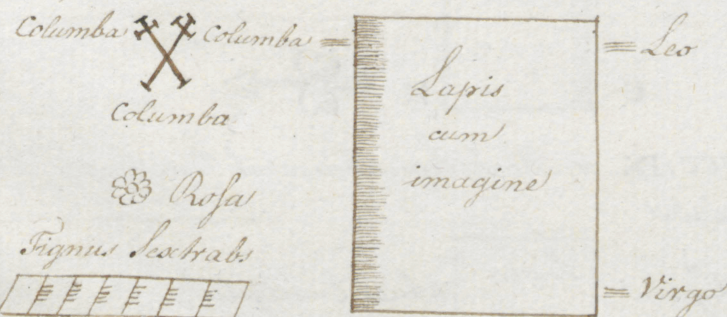 Columba Columba = Leo
Columba
Lapis
cum
imagine
Rosa
Tignus Sextrabs
= Virgo